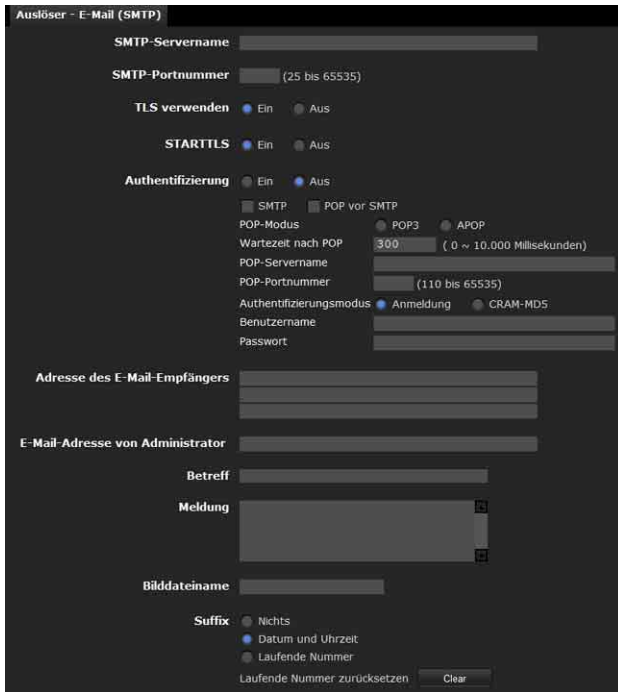 Auslöser - E-Mail (SMTP)
SMTP-Servername
SMTP-Portnummer (25 bis 65535)
TLS verwenden Ein Aus
STARTTLS Ein Aus
Authentifizierung Ein Aus
SMTP POP vor SMTP
POP-Modus POP3 APOP
Wartezeit nach POP 300 ( 0 ~ 10.000 Millisekunden)
POP-Servername
POP-Portnummer (110 bis 65535)
Authentifizierungsmodus Anmeldung CRAM-MD5
Benutzername
Passwort
Adresse des E-Mail-Empfängers
E-Mail-Adresse von Administrator
Betreff
Meldung
Bilddateiname
Suffix Nichts
Datum und Uhrzeit
Laufende Nummer
Laufende Nummer zurücksetzen Clear